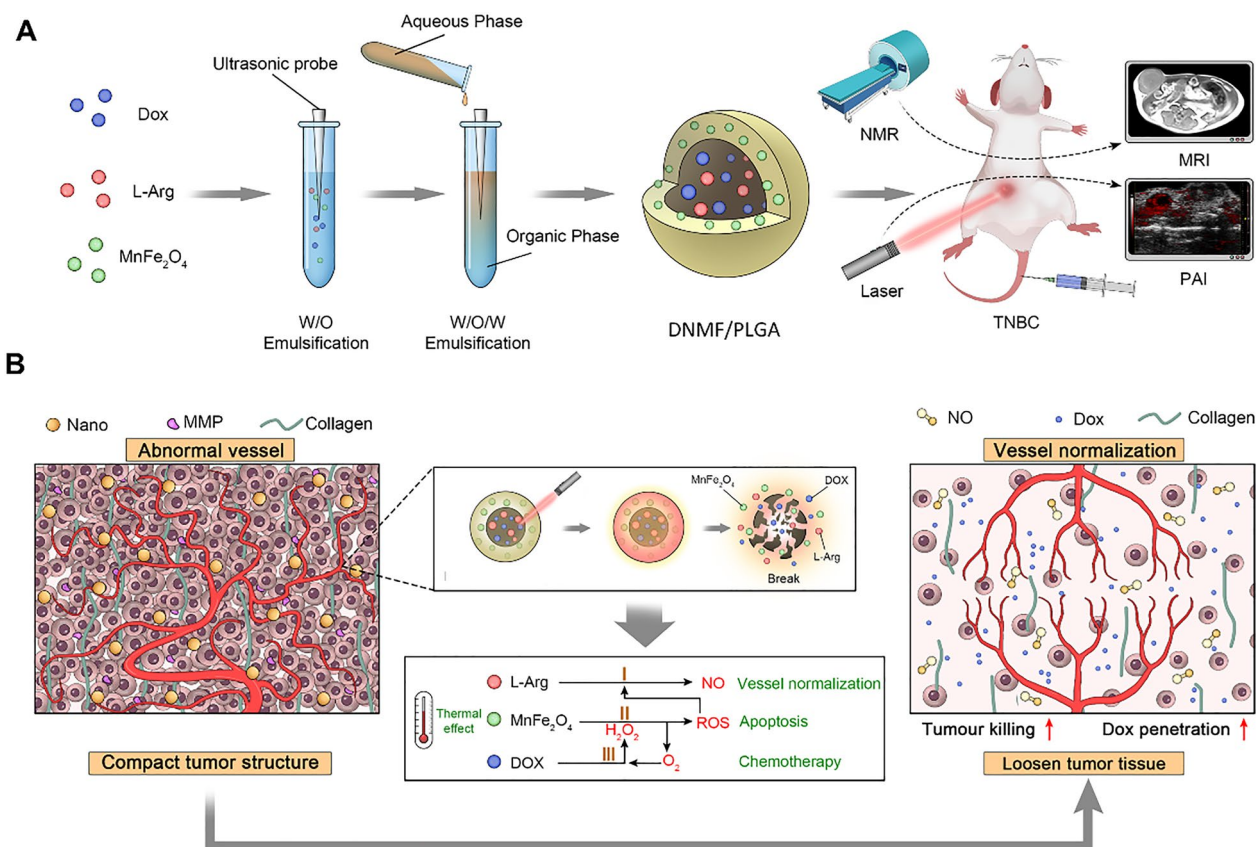 A
Aqueous Phase
Ultrasonic probe
Dox
L-Arg
MnFe₂O₄
Organic Phase
W/O
Emulsification
W/O/W
Emulsification
DNMF/PLGA
NMR
Laser
TNBC
MRI
PAI
B
Nano
MMP
Collagen
Abnormal vessel
Compact tumor structure
MnFe₂O₄
DOX
L-Arg
Break
Thermal
effect
L-Arg
I
NO
Vessel normalization
MnFe₂O₄
II
H₂O₂
ROS
Apoptosis
DOX
III
O₂
Chemotherapy
NO
Dox
Collagen
Vessel normalization
Tumour killing ↑
Dox penetration ↑
Loosen tumor tissue